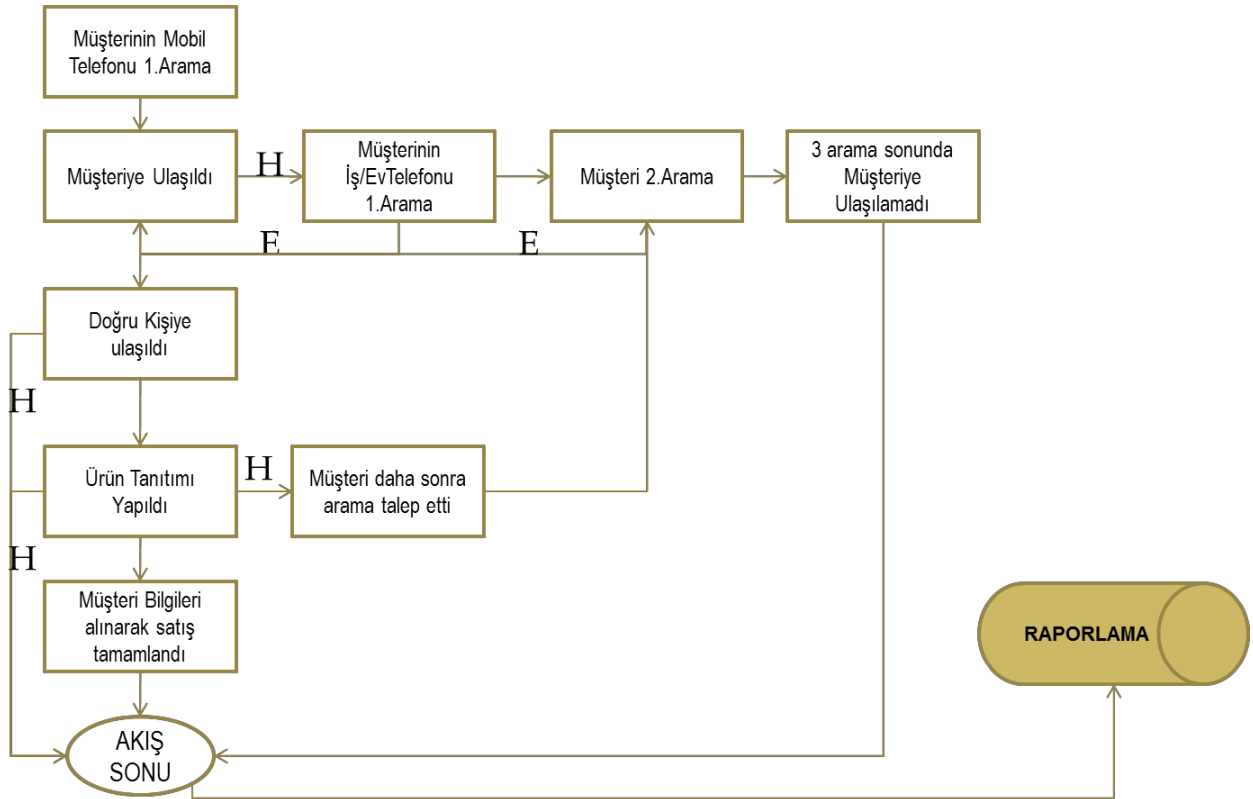 Müşterinin Mobil
Telefonu 1.Arama
Müşteriye Ulaşıldı
H
Müşterinin
İş/EvTelefonu
1.Arama
Müşteri 2.Arama
3 arama sonunda
Müşteriye
Ulaşılamadı
E
E
Doğru Kişiye
ulaşıldı
H
Ürün Tanıtımı
Yapıldı
H
Müşteri daha sonra
arama talep etti
H
Müşteri Bilgileri
alınarak satış
tamamlandı
RAPORLAMA
AKIŞ
SONU